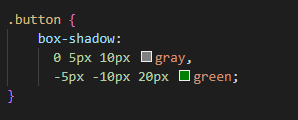 .button {
box-shadow:
0 5px 10px gray,
-5px -10px 20px green;
}